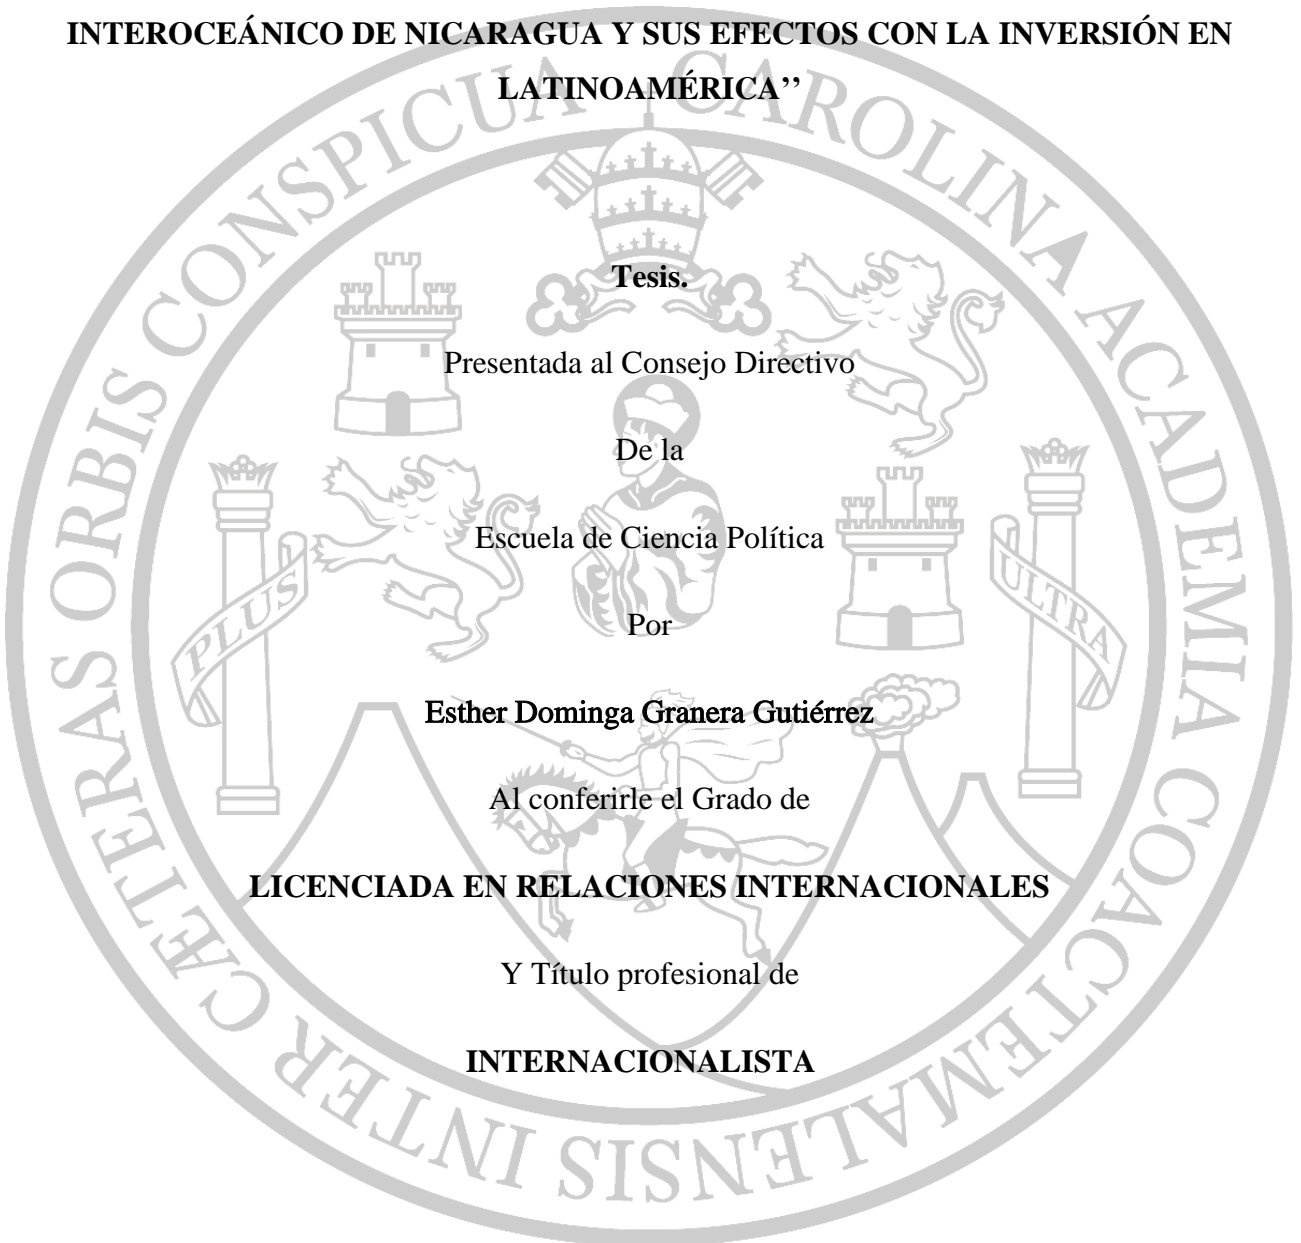 INTEROCEÁNICO DE NICARAGUA Y SUS EFECTOS CON LA INVERSIÓN EN
LATINOAMÉRICA’’
Tesis.
Presentada al Consejo Directivo
De la
Escuela de Ciencia Política
Por
Esther Dominga Granera Gutiérrez
Al conferirle el Grado de
LICENCIADA EN RELACIONES INTERNACIONALES
Y Título profesional de
INTERNACIONALISTA
CÆTERAS ORBIS CONSPICUA CAROLINA ACADEMIA COACTEMALENSIS INTER
PLUS
ULTRA